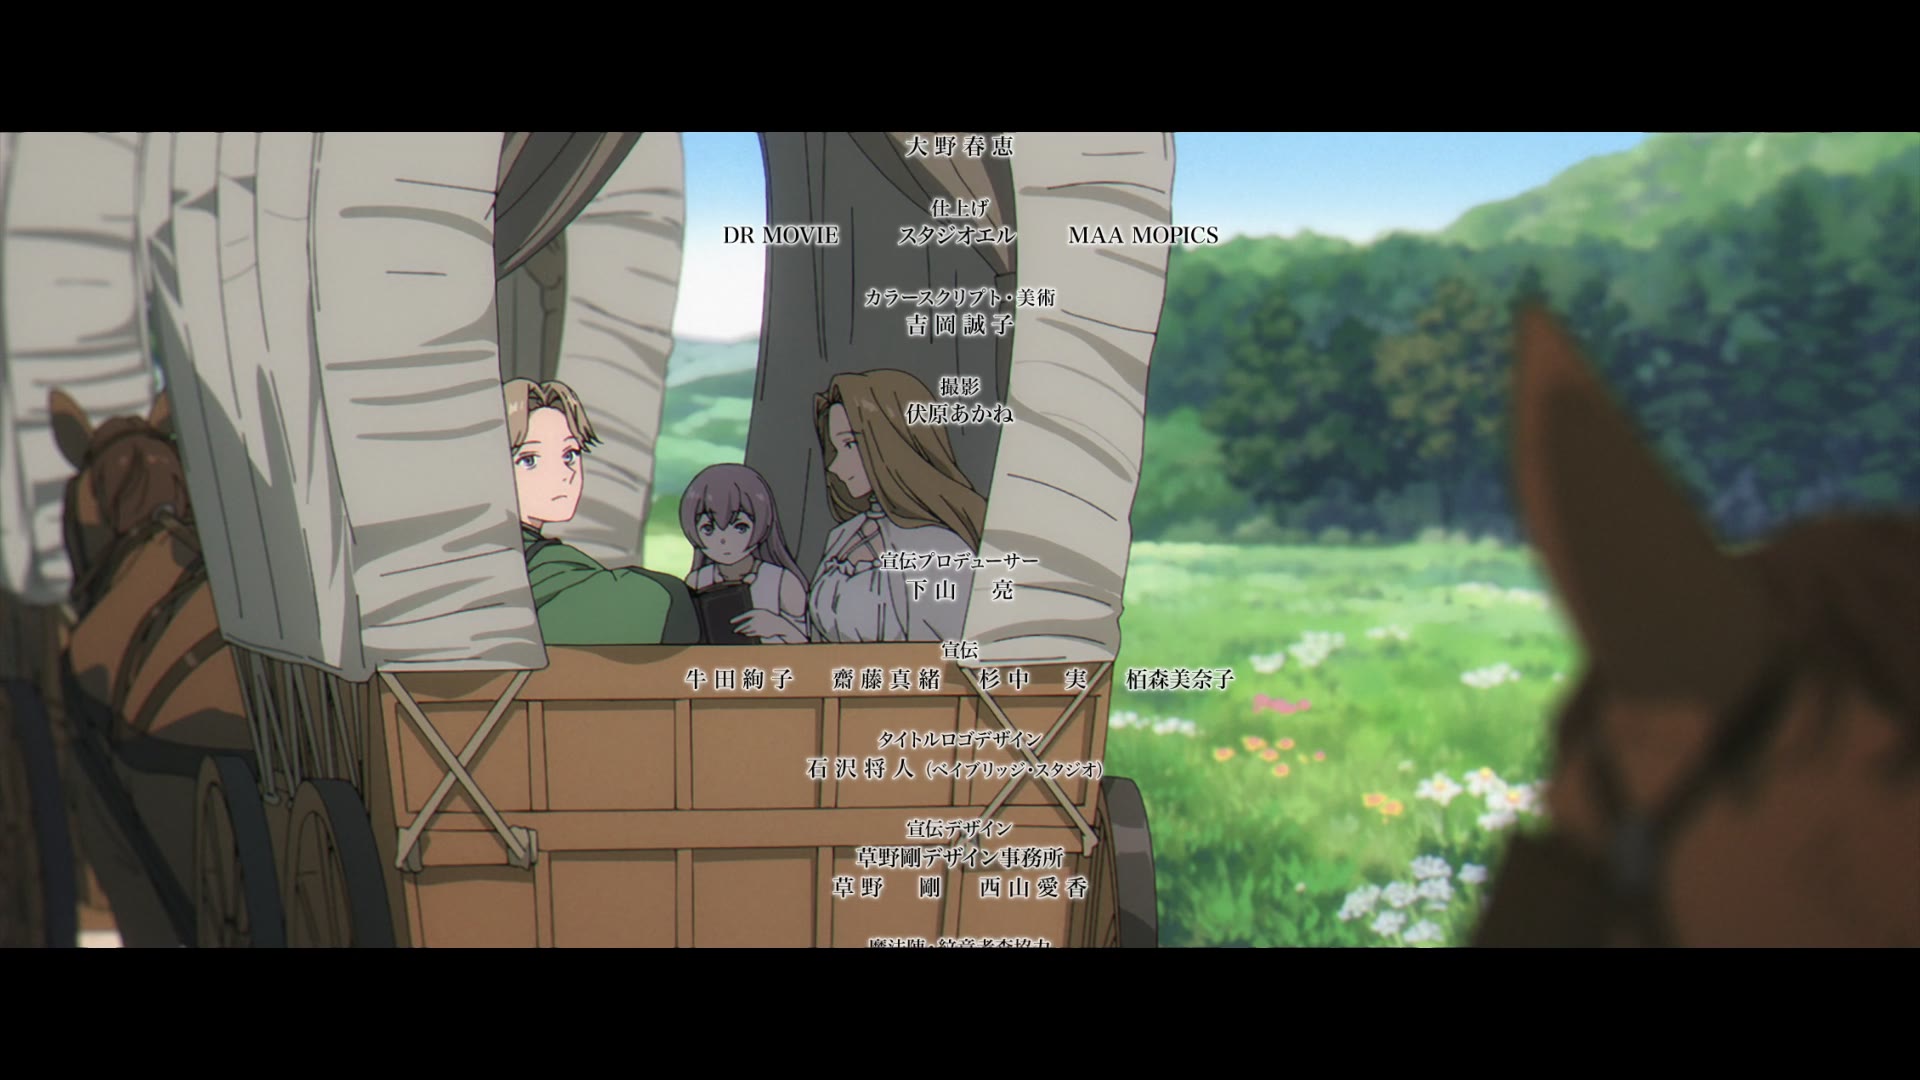 大野春恵
仕上げ
DR MOVIE スタジオエル MAA MOPICS
カラースクリプト・美術
吉岡誠子
撮影
伏原あかね
宣伝プロデューサー
下山 亮
宣伝
牛田絢子 齋藤真緒 杉中 実 栢森美奈子
タイトルロゴデザイン
石沢将人（ベイブリッジ・スタジオ）
宣伝デザイン
草野剛デザイン事務所
草野 剛 西山愛香